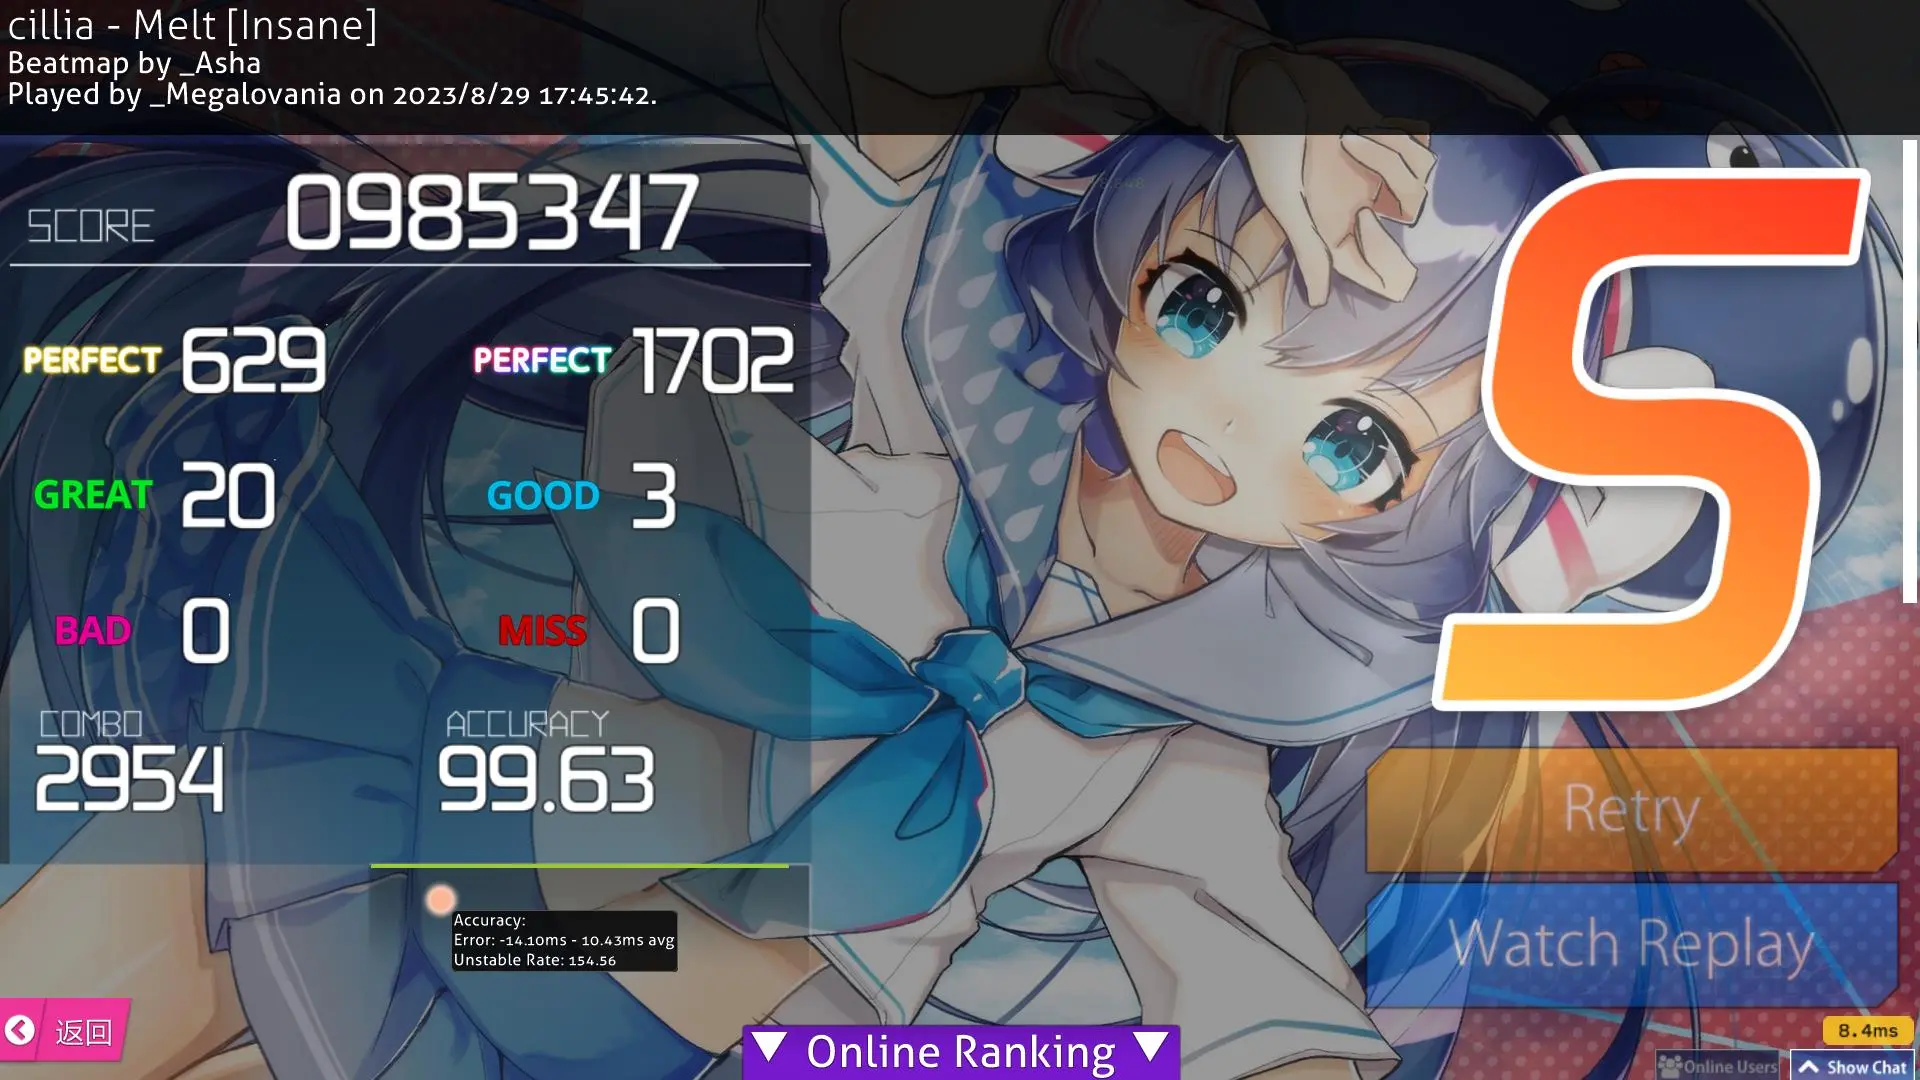 cillia - Melt [Insane]
Beatmap by _Asha
Played by _Megalovania on 2023/8/29 17:45:42.
SCORE 0985347
PERFECT 629 PERFECT 1702
GREAT 20 GOOD 3
BAD 0 MISS 0
COMBO ACCURACY
2954 99.63
Retry
Accuracy:
Error: -14.10ms - 10.43ms avg
Unstable Rate: 154.56
Watch Replay
返回
▼ Online Ranking ▼
8.4ms
Online Users Show Chat